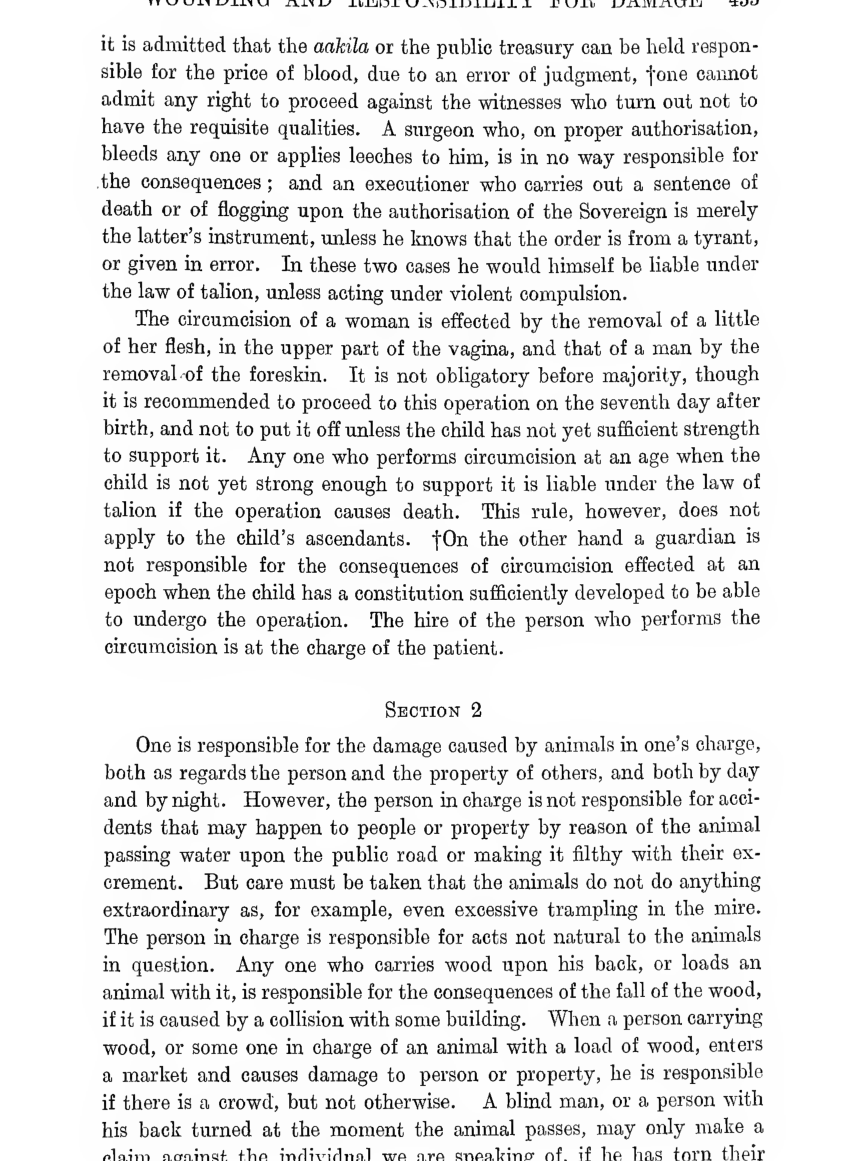 WOUNDING AND RESPONSIBILITY FOR DAMAGE 455
it is admitted that the aakila or the public treasury can be held respon-
sible for the price of blood, due to an error of judgment, †one cannot
admit any right to proceed against the witnesses who turn out not to
have the requisite qualities. A surgeon who, on proper authorisation,
bleeds any one or applies leeches to him, is in no way responsible for
the consequences; and an executioner who carries out a sentence of
death or of flogging upon the authorisation of the Sovereign is merely
the latter's instrument, unless he knows that the order is from a tyrant,
or given in error. In these two cases he would himself be liable under
the law of talion, unless acting under violent compulsion.
The circumcision of a woman is effected by the removal of a little
of her flesh, in the upper part of the vagina, and that of a man by the
removal of the foreskin. It is not obligatory before majority, though
it is recommended to proceed to this operation on the seventh day after
birth, and not to put it off unless the child has not yet sufficient strength
to support it. Any one who performs circumcision at an age when the
child is not yet strong enough to support it is liable under the law of
talion if the operation causes death. This rule, however, does not
apply to the child's ascendants. †On the other hand a guardian is
not responsible for the consequences of circumcision effected at an
epoch when the child has a constitution sufficiently developed to be able
to undergo the operation. The hire of the person who performs the
circumcision is at the charge of the patient.
SECTION 2
One is responsible for the damage caused by animals in one's charge,
both as regards the person and the property of others, and both by day
and by night. However, the person in charge is not responsible for acci-
dents that may happen to people or property by reason of the animal
passing water upon the public road or making it filthy with their ex-
crement. But care must be taken that the animals do not do anything
extraordinary as, for example, even excessive trampling in the mire.
The person in charge is responsible for acts not natural to the animals
in question. Any one who carries wood upon his back, or loads an
animal with it, is responsible for the consequences of the fall of the wood,
if it is caused by a collision with some building. When a person carrying
wood, or some one in charge of an animal with a load of wood, enters
a market and causes damage to person or property, he is responsible
if there is a crowd, but not otherwise. A blind man, or a person with
his back turned at the moment the animal passes, may only make a
claim against the individual we are speaking of, if he has torn their